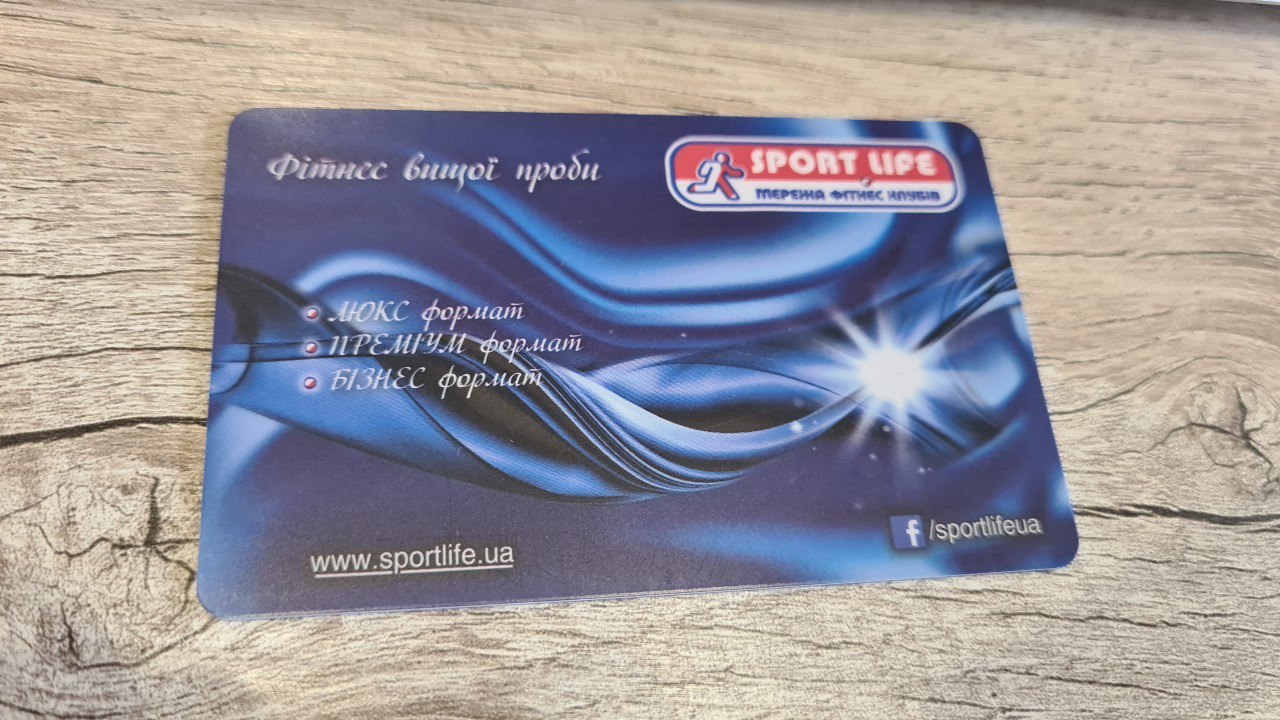 Фітнес вищої проби
SPORT LIFE
МЕРЕЖА ФІТНЕС КЛУБІВ
ЛЮКС формат
ПРЕМІУМ формат
БІЗНЕС формат
www.sportlife.ua
f/sportlifeua